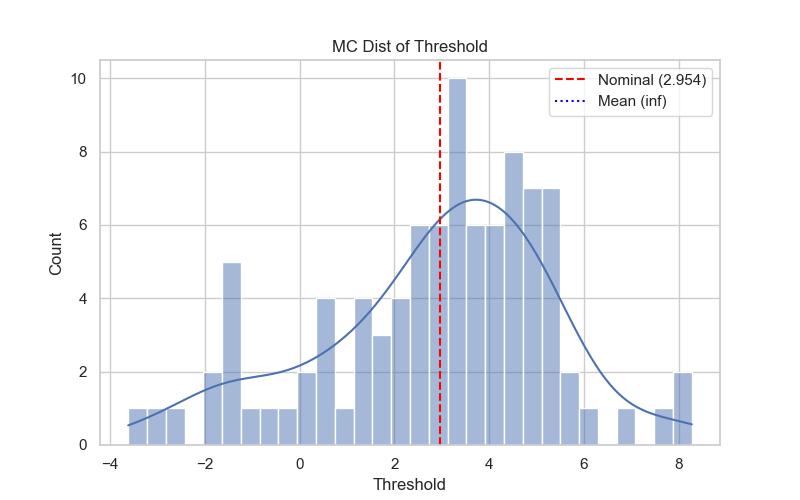 MC Dist of Threshold
Nominal (2.954)
Mean (inf)
Count
10
8
6
4
2
0
−4
−2
0
2
4
6
8
Threshold